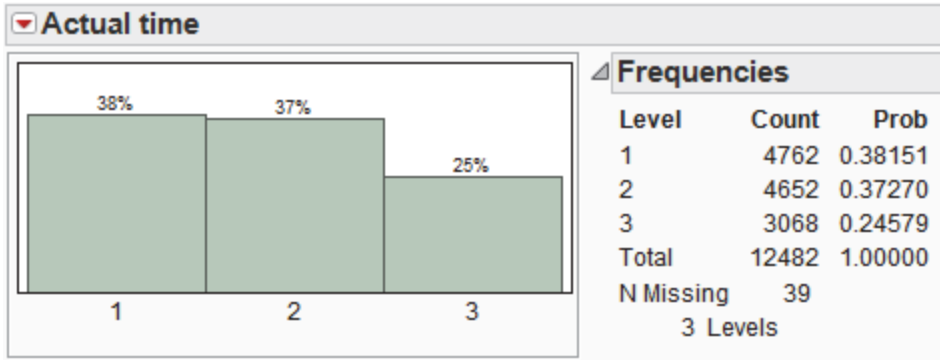 Actual time
38%
37%
25%
1 2 3
Frequencies
Level Count Prob
1 4762 0.38151
2 4652 0.37270
3 3068 0.24579
Total 12482 1.00000
N Missing 39
3 Levels